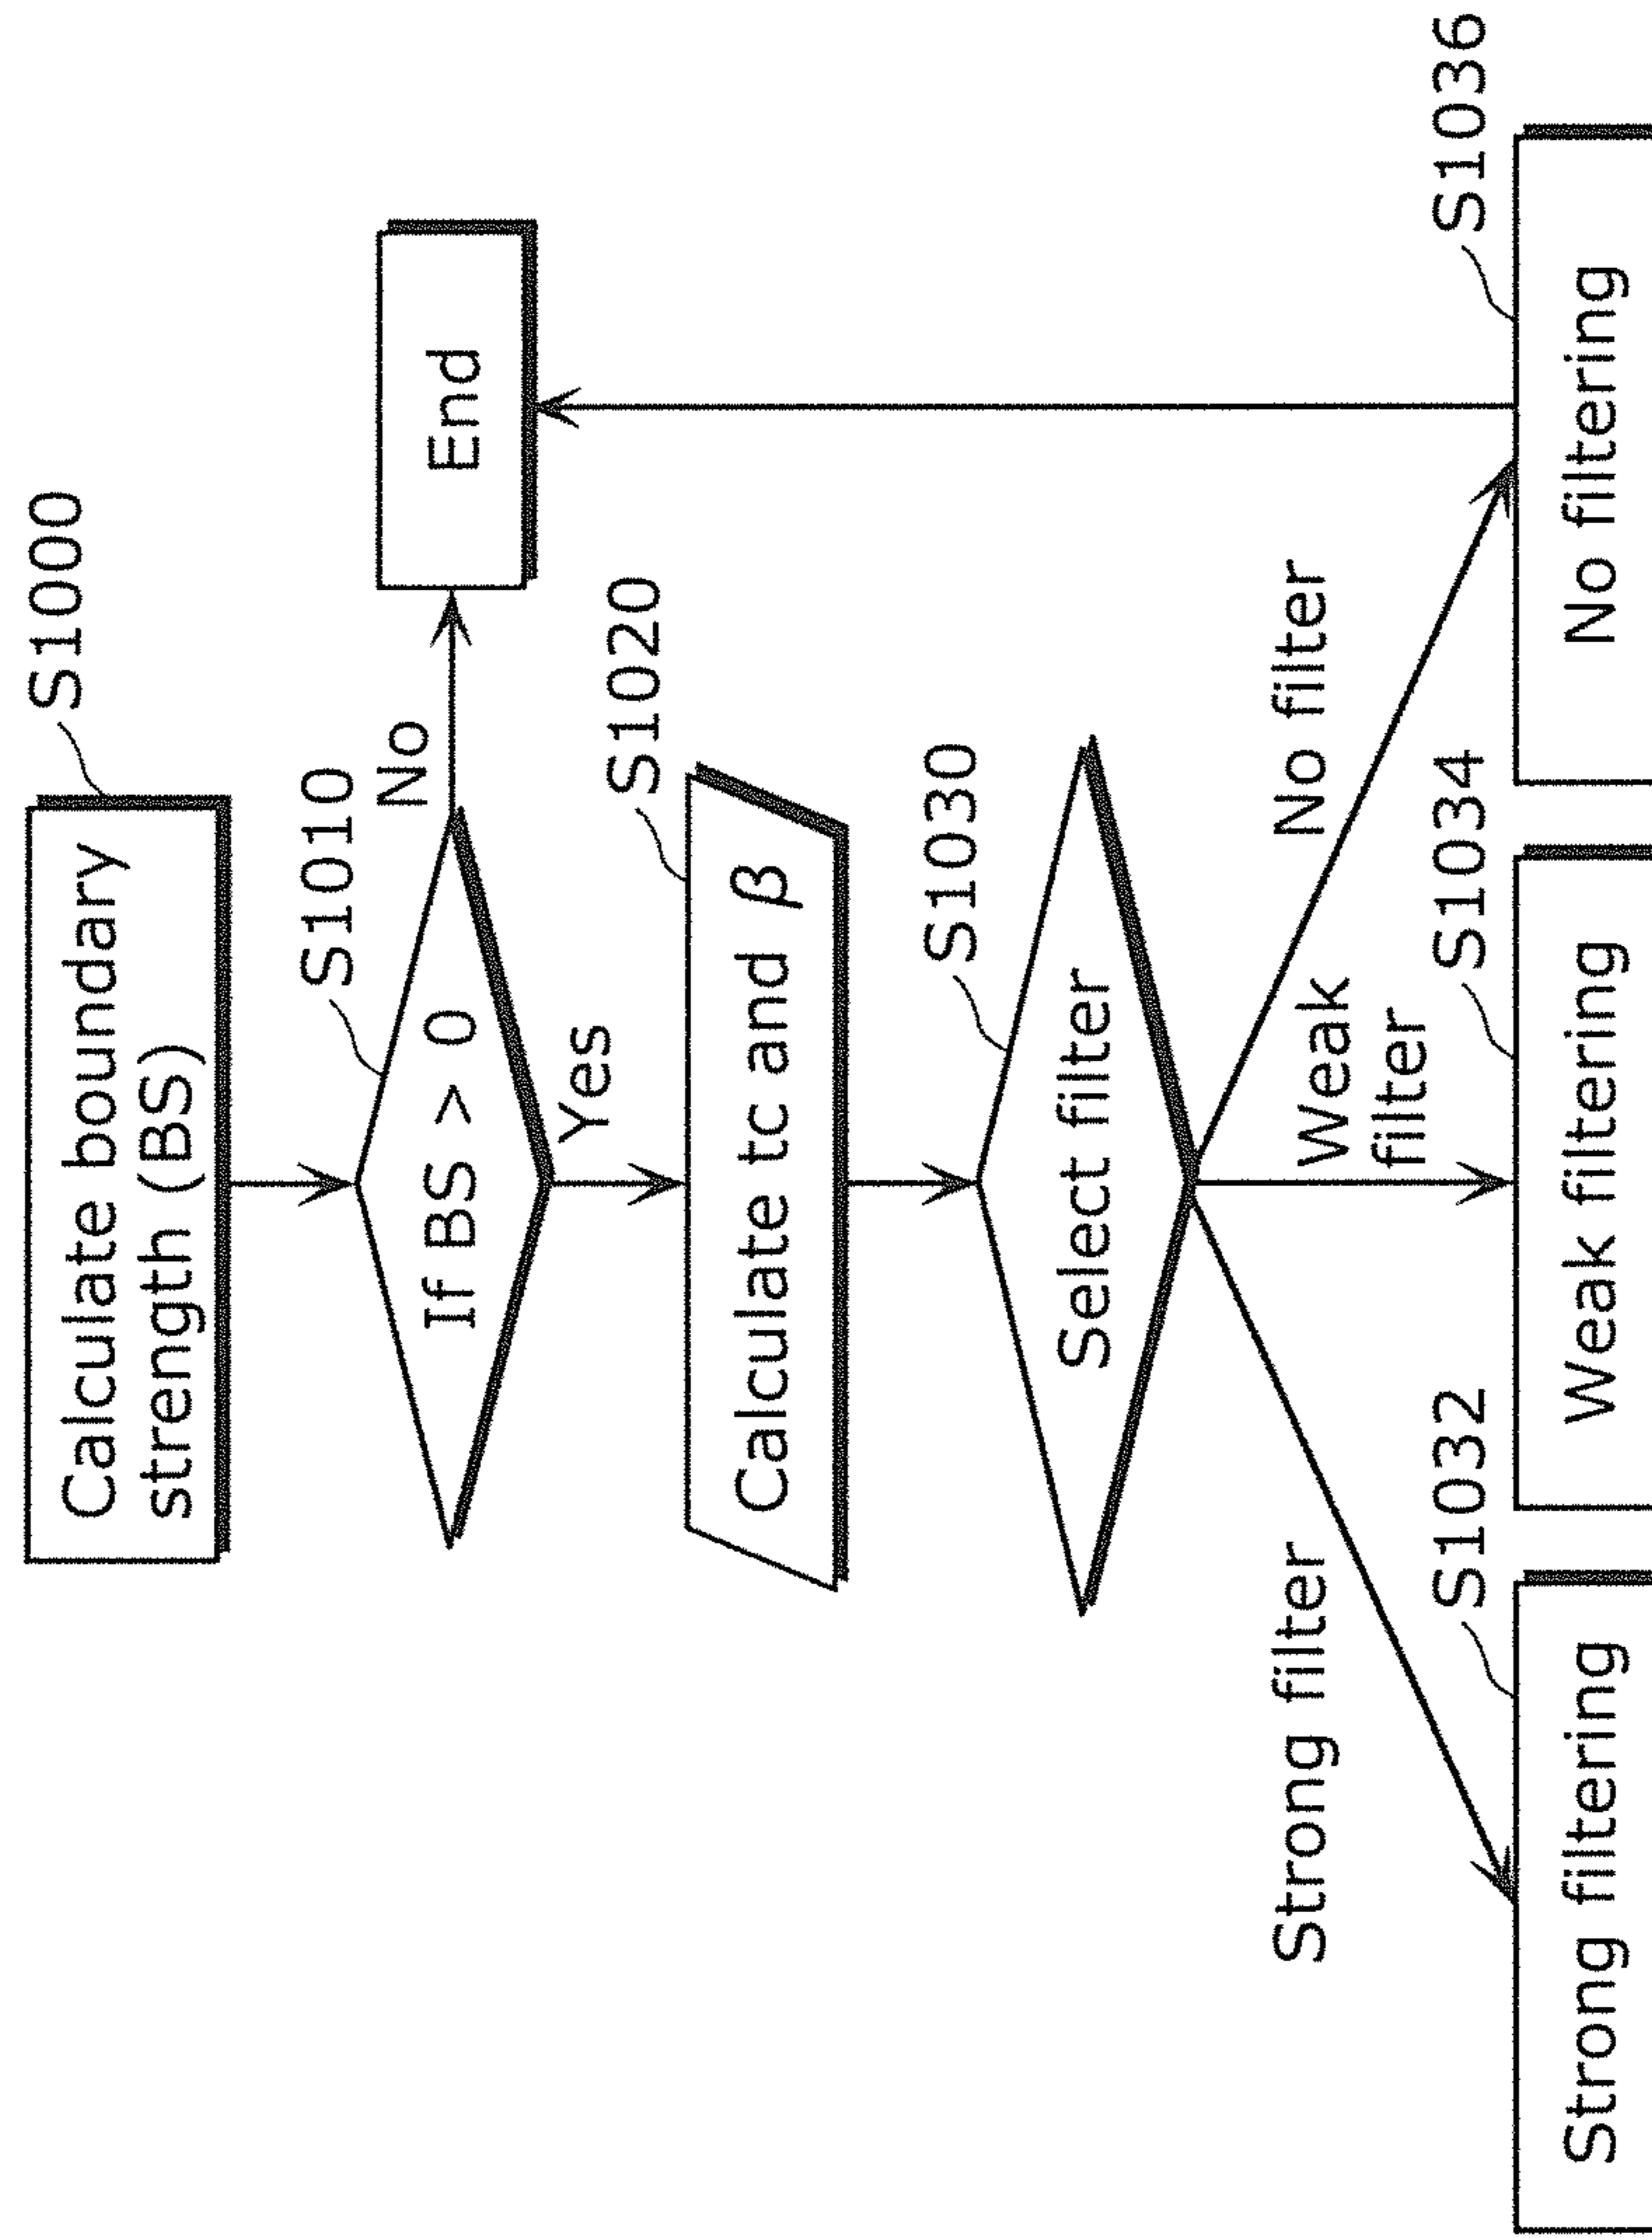 S1000
Calculate boundary
strength (BS)
S1010
If BS > 0
No
End
Yes
S1020
Calculate tc and β
S1030
Select filter
Strong filter
Weak
filter
No filter
S1032
S1034
S1036
Strong filtering
Weak filtering
No filtering